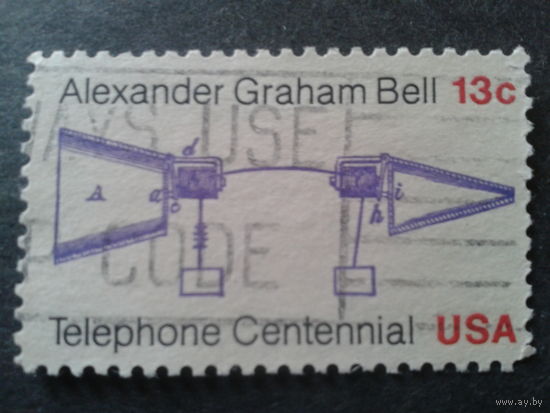 Alexander Graham Bell 13c
AYS USE
d
A a c h i
CODE
Telephone Centennial USA
www.ay.by